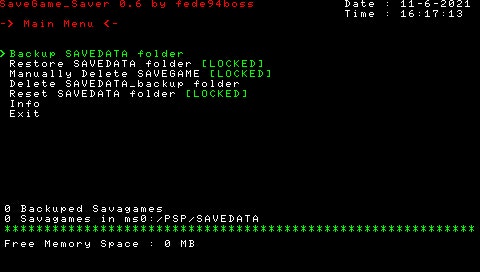 SaveGame_Saver 0.6 by fede94boss
Date : 11-6-2021
Time : 16:17:13
-> Main Menu <-
>Backup SAVEDATA folder
Restore SAVEDATA folder [LOCKED]
Manually Delete SAVEGAME [LOCKED]
Delete SAVEDATA_backup folder
Reset SAVEDATA folder [LOCKED]
Info
Exit
0 Backuped Savagames
0 Savagames in ms0:/PSP/SAVEDATA
************************************************************
Free Memory Space : 0 MB